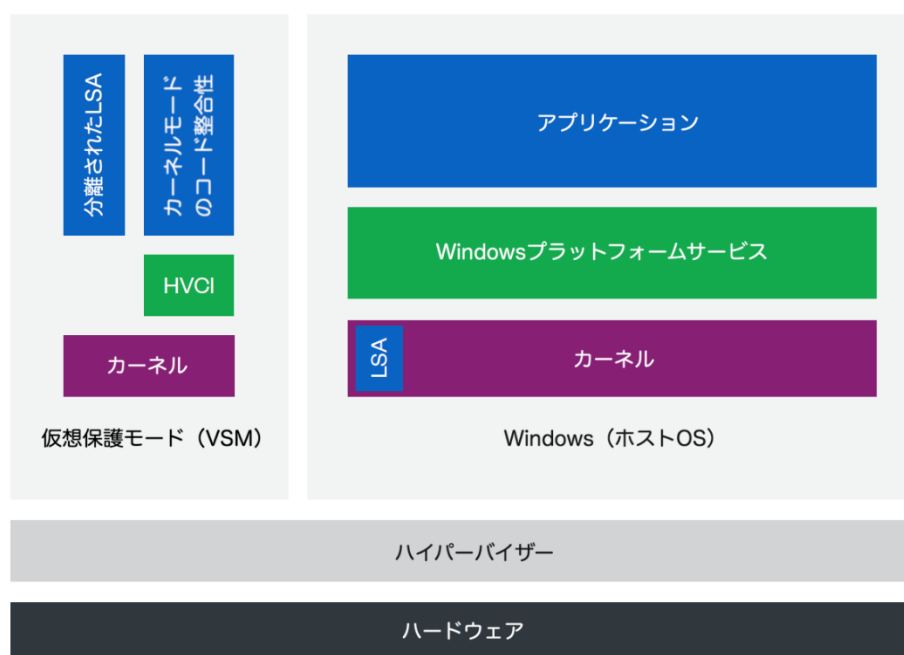 分離されたLSA
カーネルモード
のコード整合性
HVCI
カーネル
仮想保護モード（VSM）
アプリケーション
Windowsプラットフォームサービス
LSA
カーネル
Windows（ホストOS）
ハイパーバイザー
ハードウェア